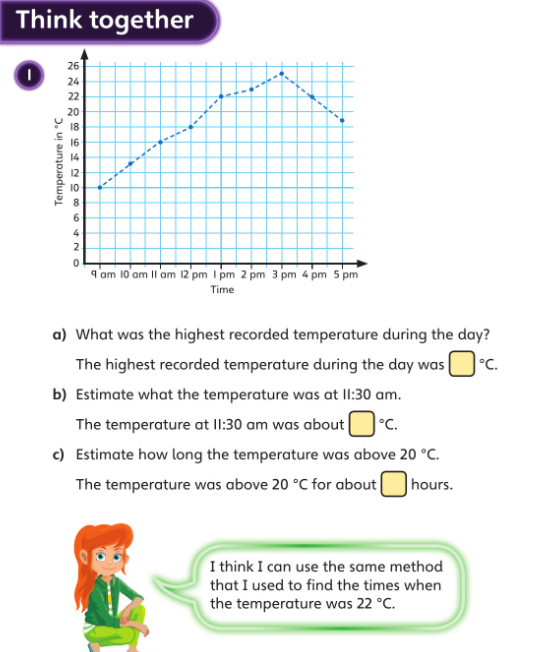 Think together
1
26
24
22
20
18
16
14
12
10
8
6
4
2
0
Temperature in °C
9 am 10 am 11 am 12 pm 1 pm 2 pm 3 pm 4 pm 5 pm
Time
a) What was the highest recorded temperature during the day?
The highest recorded temperature during the day was °C.
b) Estimate what the temperature was at 11:30 am.
The temperature at 11:30 am was about °C.
c) Estimate how long the temperature was above 20 °C.
The temperature was above 20 °C for about hours.
I think I can use the same method
that I used to find the times when
the temperature was 22 °C.